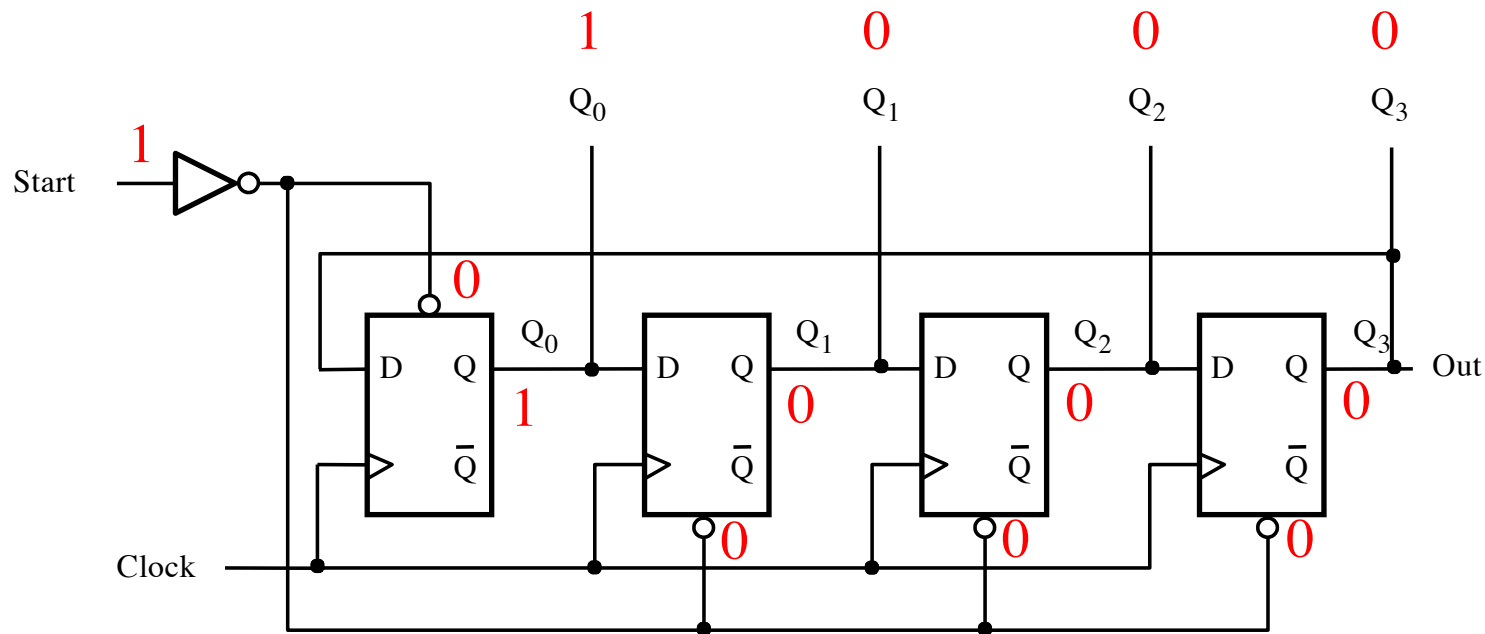 1 0 0 0
Q0 Q1 Q2 Q3
1
Start
0
Q0 Q1 Q2 Q3
D Q D Q D Q D Q Out
1 0 0 0
Q̅ Q̅ Q̅ Q̅
0 0 0
Clock